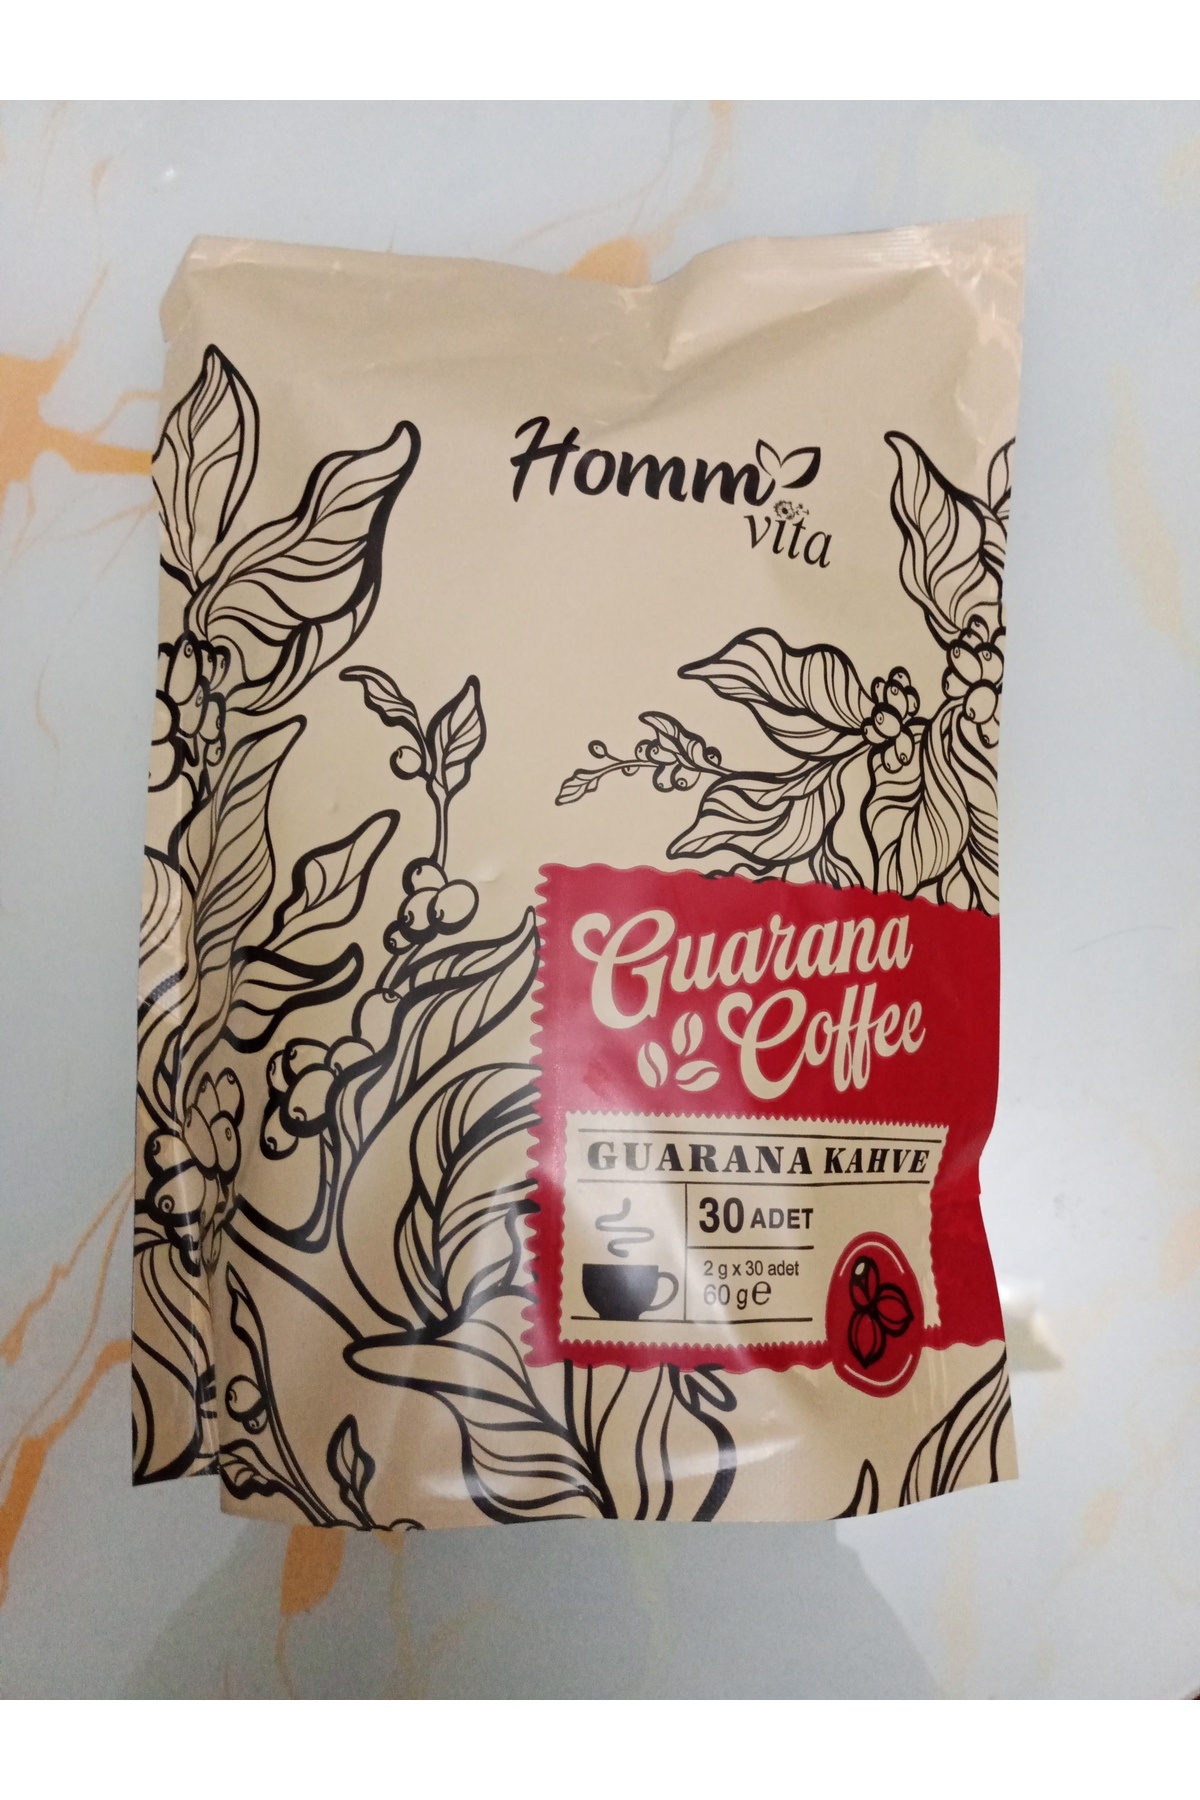 Homm
vita
Guarana
Coffee
GUARANA KAHVE
30 ADET
2 g x 30 adet
60 g ℮